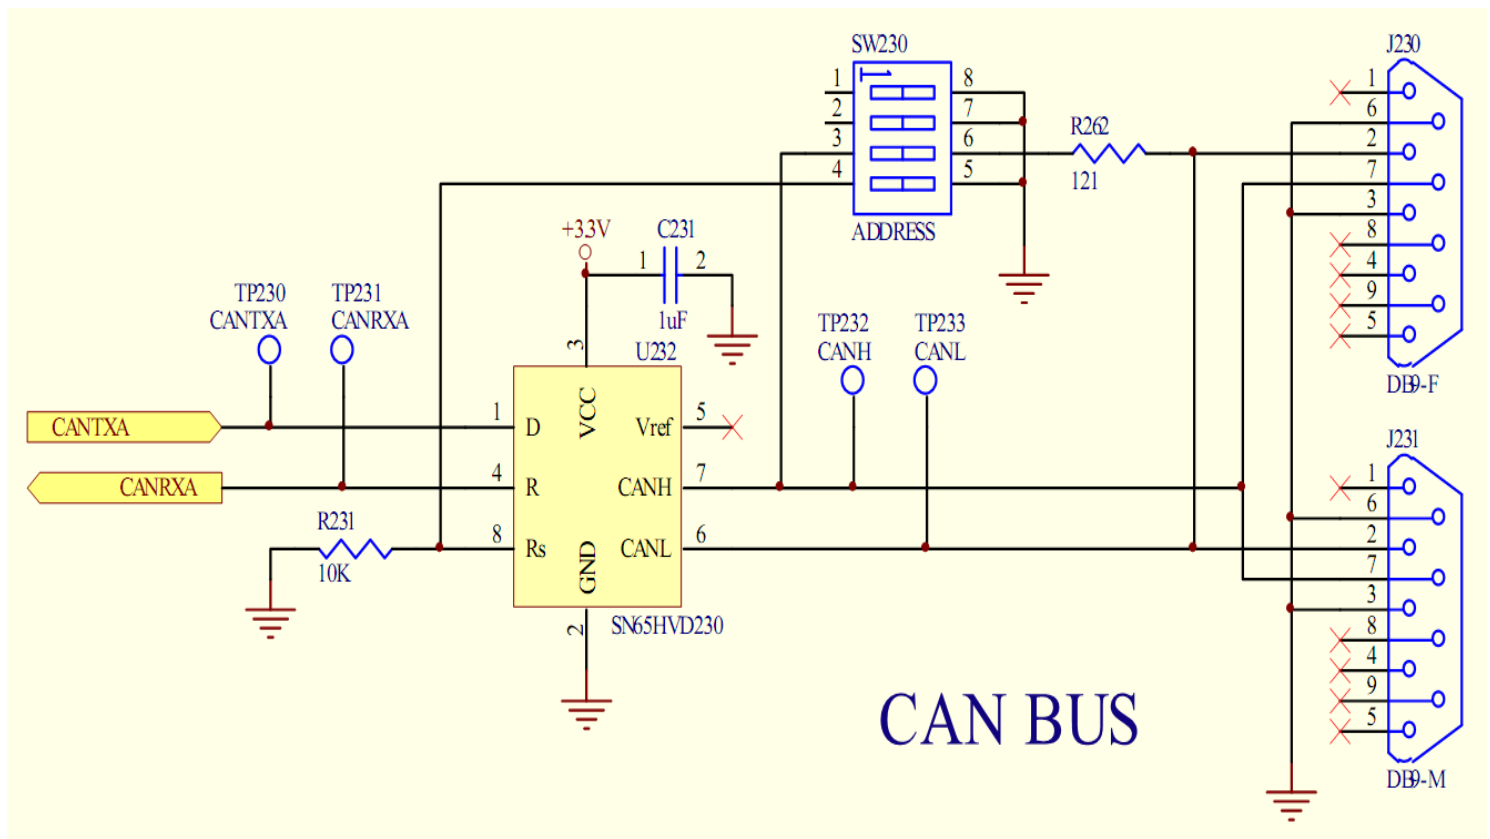 SW230
1
1
2
3
4
8
7
6
5
ADDRESS
R262
121
J230
1
6
2
7
3
8
4
9
5
DB9-F
+3.3V
C231
1
2
1uF
TP230
CANTXA
TP231
CANRXA
TP232
CANH
TP233
CANL
U232
3
VCC
CANTXA
1
D
Vref
5
CANRXA
4
R
CANH
7
R231
10K
8
Rs
CANL
6
GND
2
SN65HVD230
J231
1
6
2
7
3
8
4
9
5
DB9-M
CAN BUS